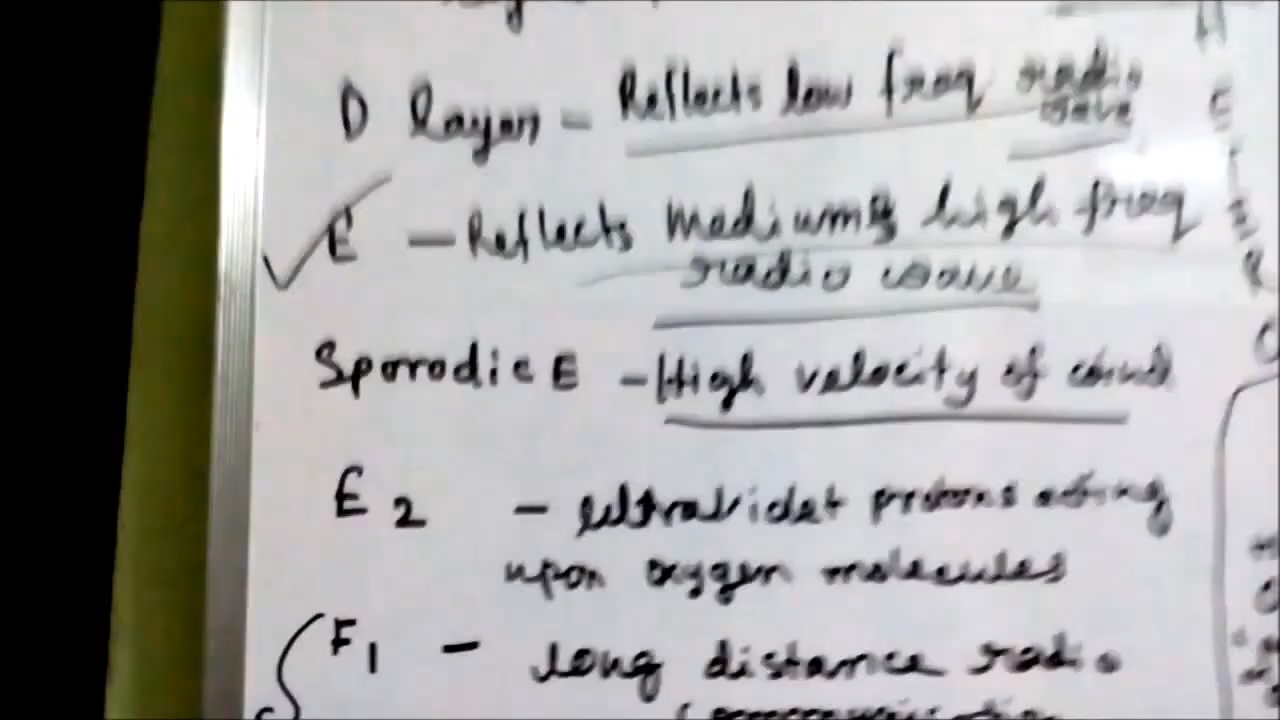 D layer - Reflects low freq radio
wave
E - Reflects medium & high freq
radio wave
Sporodic E - High velocity of wind
E2 - Ultraviolet protons acting
upon oxygen molecules
F1 - long distance radio